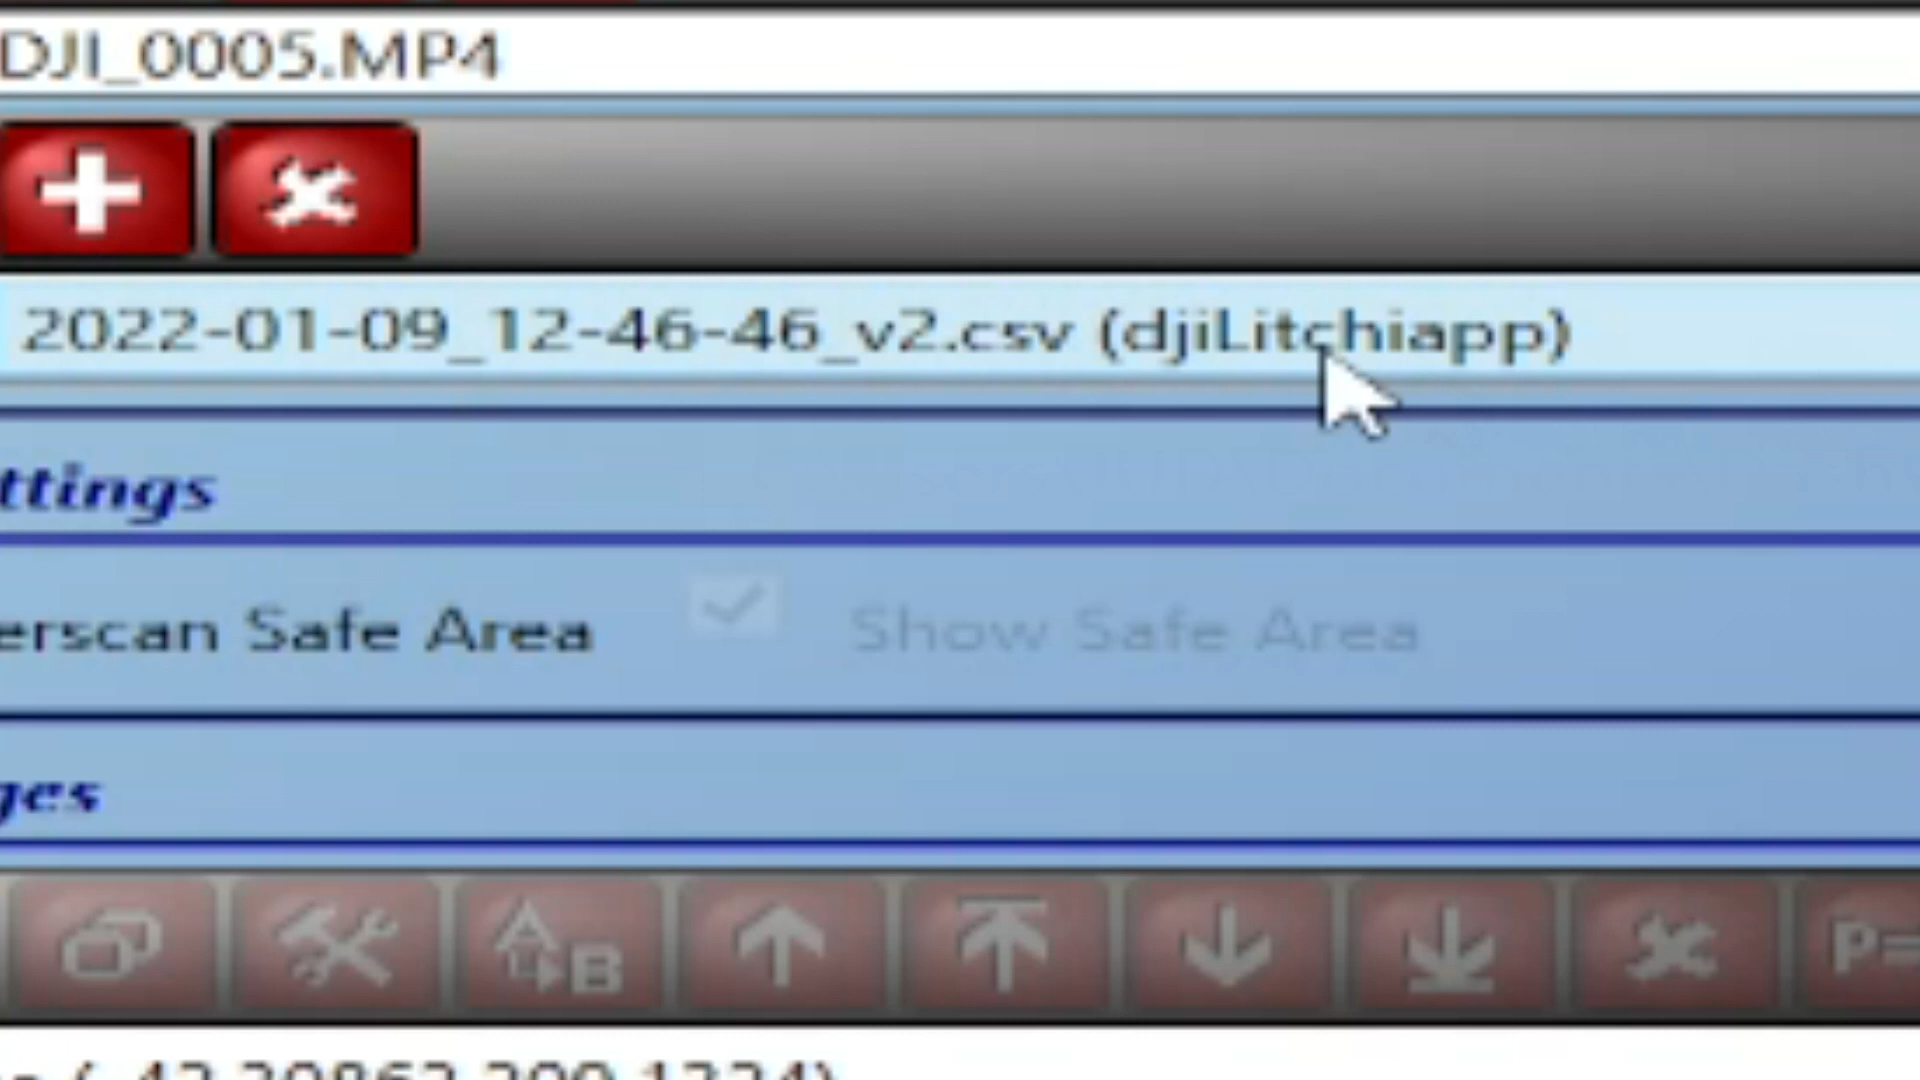 DJI_0005.MP4
2022-01-09_12-46-46_v2.csv (djiLitchiapp)
ttings
erscan Safe Area Show Safe Area
ges
A B P=